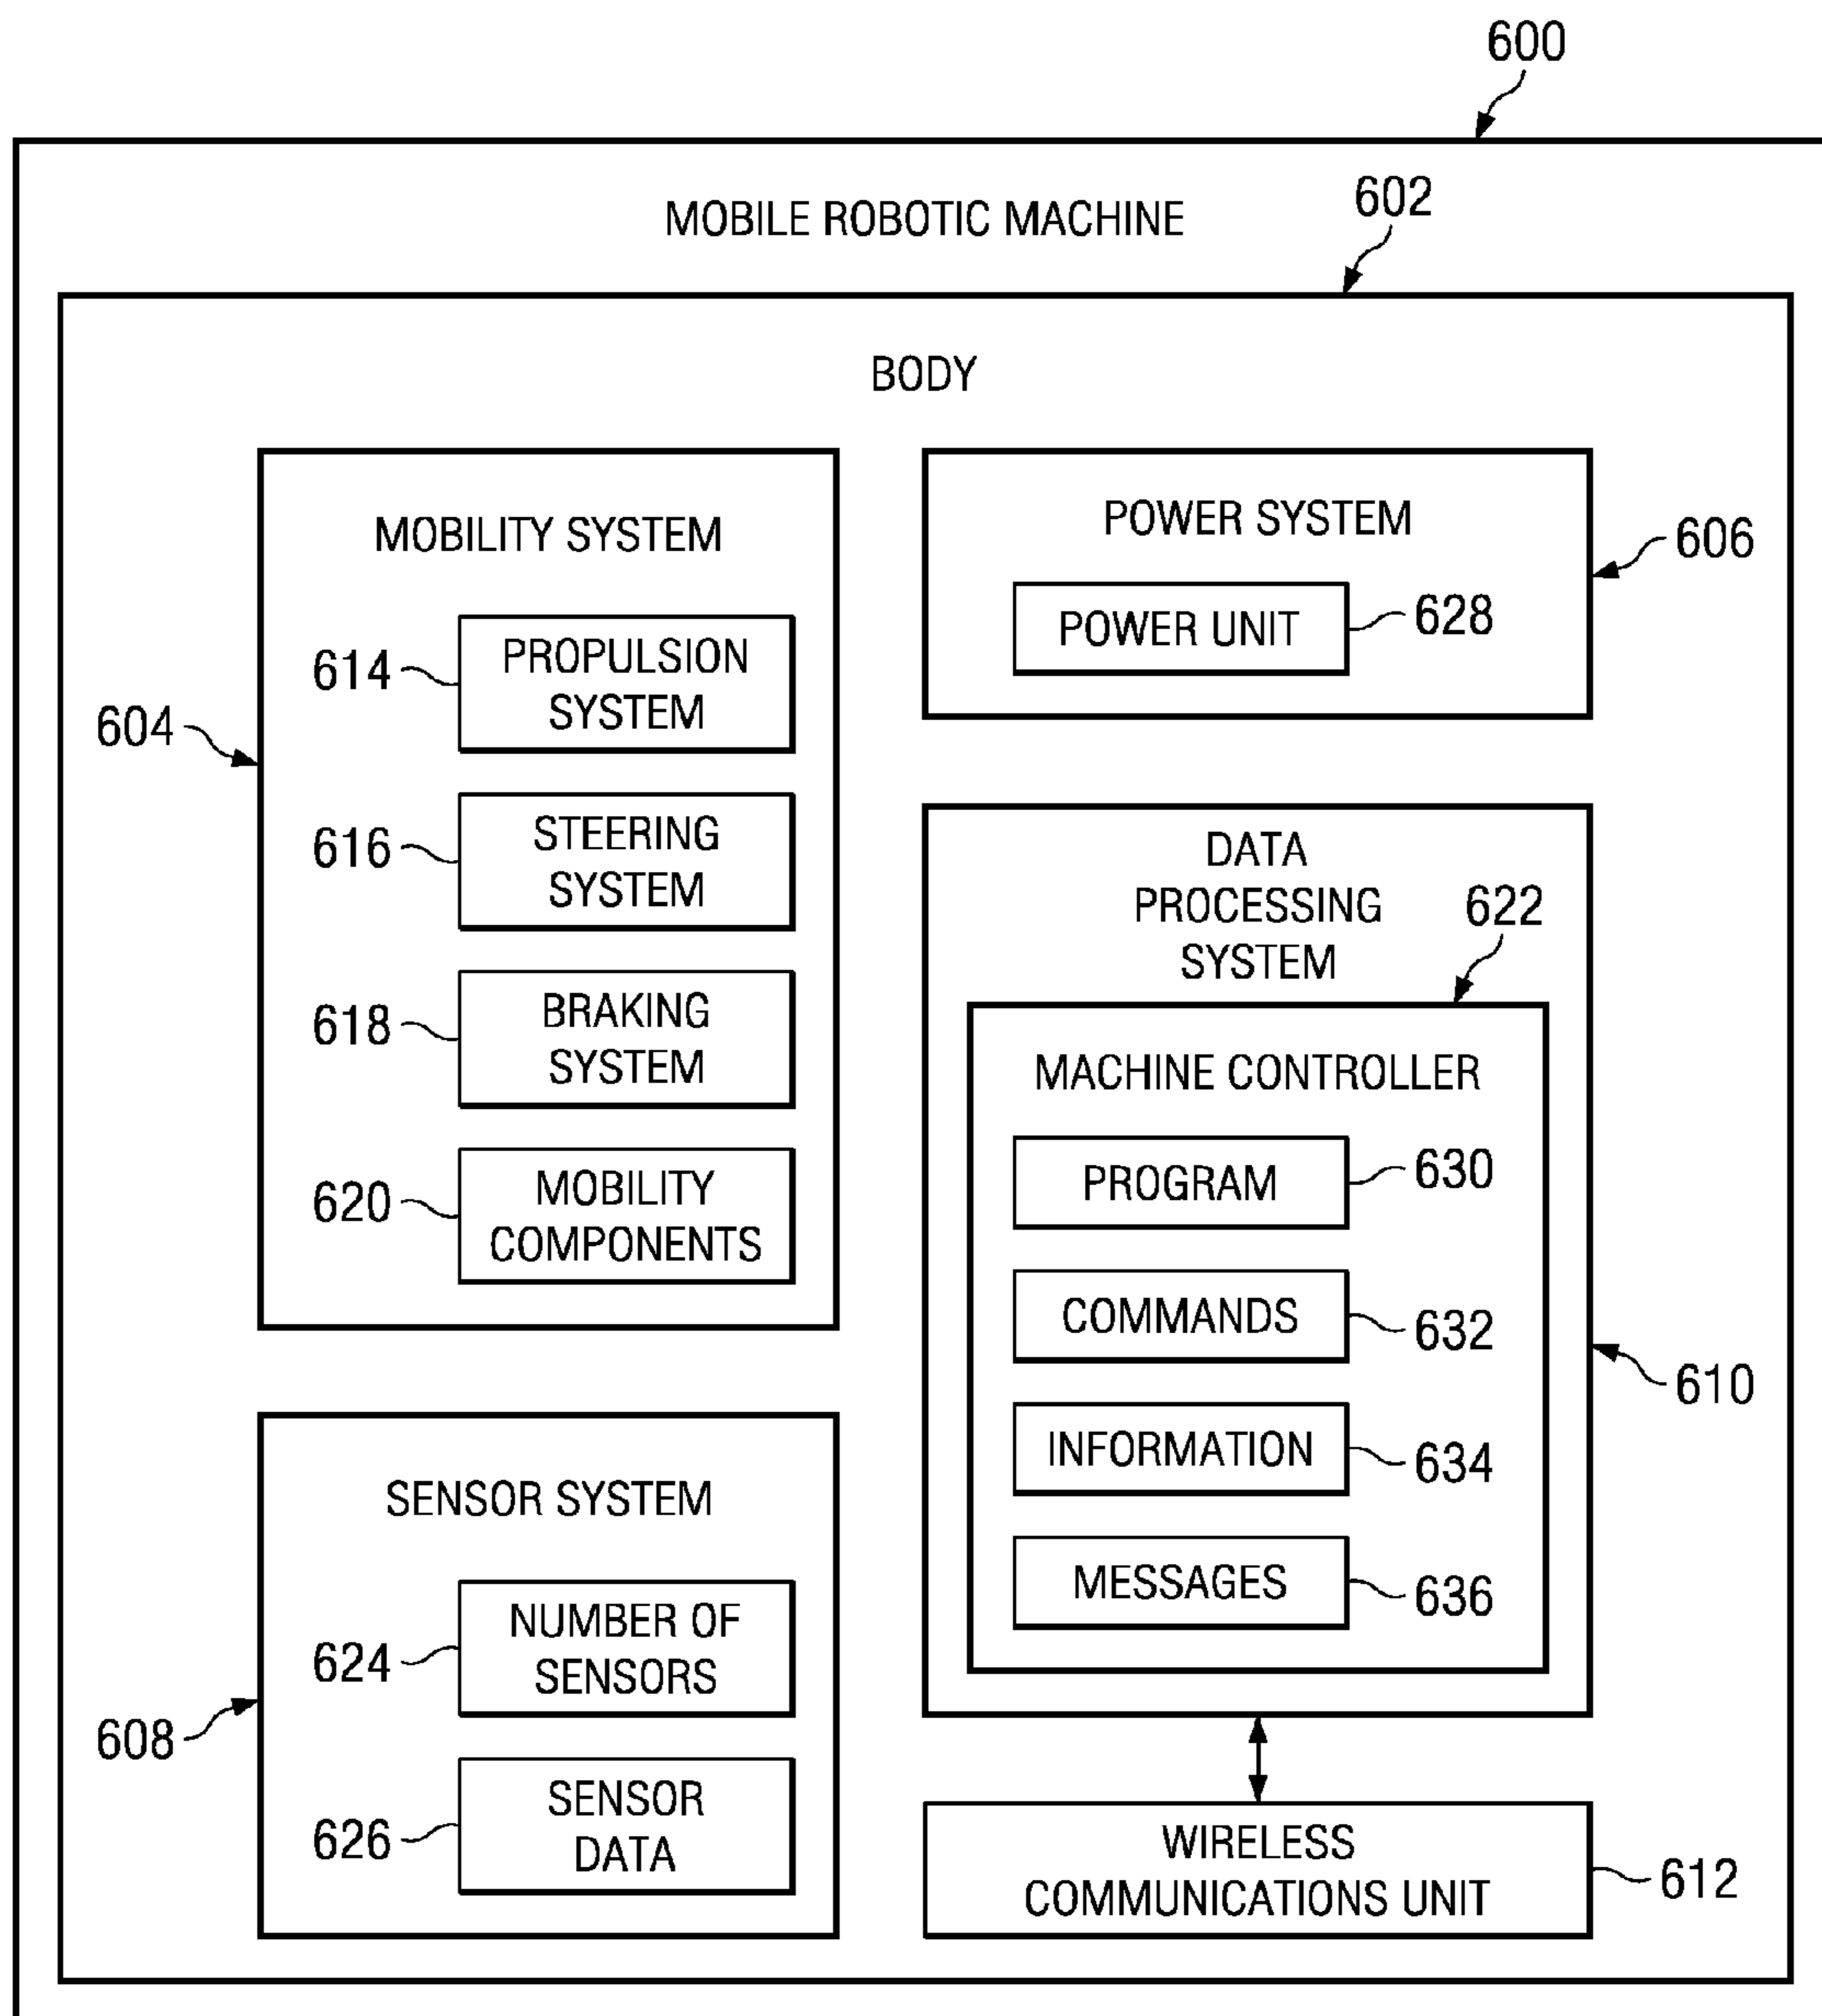 600
MOBILE ROBOTIC MACHINE
602
BODY
604
MOBILITY SYSTEM
614
PROPULSION
SYSTEM
616
STEERING
SYSTEM
618
BRAKING
SYSTEM
620
MOBILITY
COMPONENTS
608
SENSOR SYSTEM
624
NUMBER OF
SENSORS
626
SENSOR
DATA
POWER SYSTEM
606
POWER UNIT
628
DATA
PROCESSING
SYSTEM
622
MACHINE CONTROLLER
PROGRAM
630
COMMANDS
632
610
INFORMATION
634
MESSAGES
636
WIRELESS
COMMUNICATIONS UNIT
612